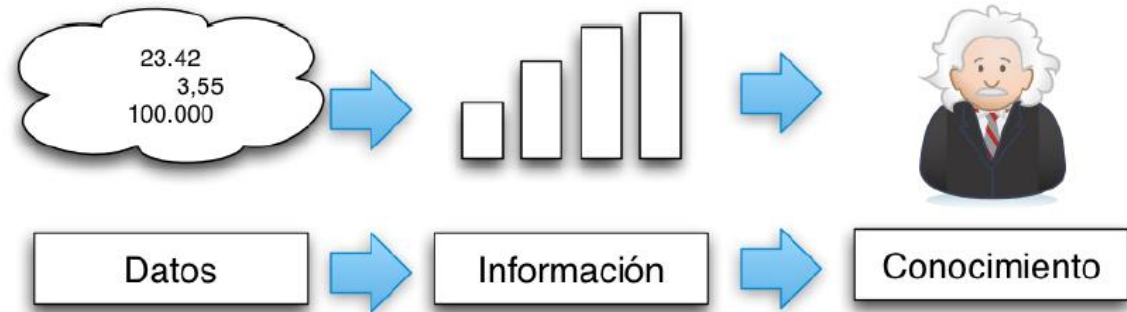 23.42
3,55
100.000
Datos
Información
Conocimiento